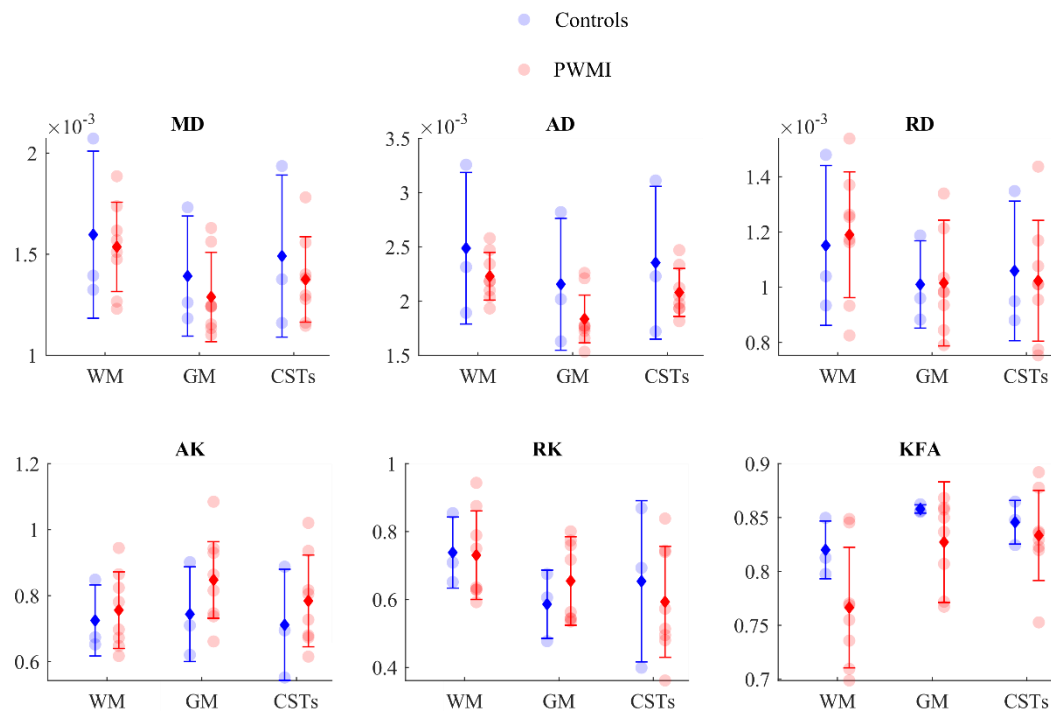 Controls
PWMI
×10⁻³ MD
2
1.5
1
WM GM CSTs
×10⁻³ AD
3.5
3
2.5
2
1.5
WM GM CSTs
×10⁻³ RD
1.4
1.2
1
0.8
WM GM CSTs
AK
1.2
1
0.8
0.6
WM GM CSTs
RK
1
0.8
0.6
0.4
WM GM CSTs
KFA
0.9
0.85
0.8
0.75
0.7
WM GM CSTs